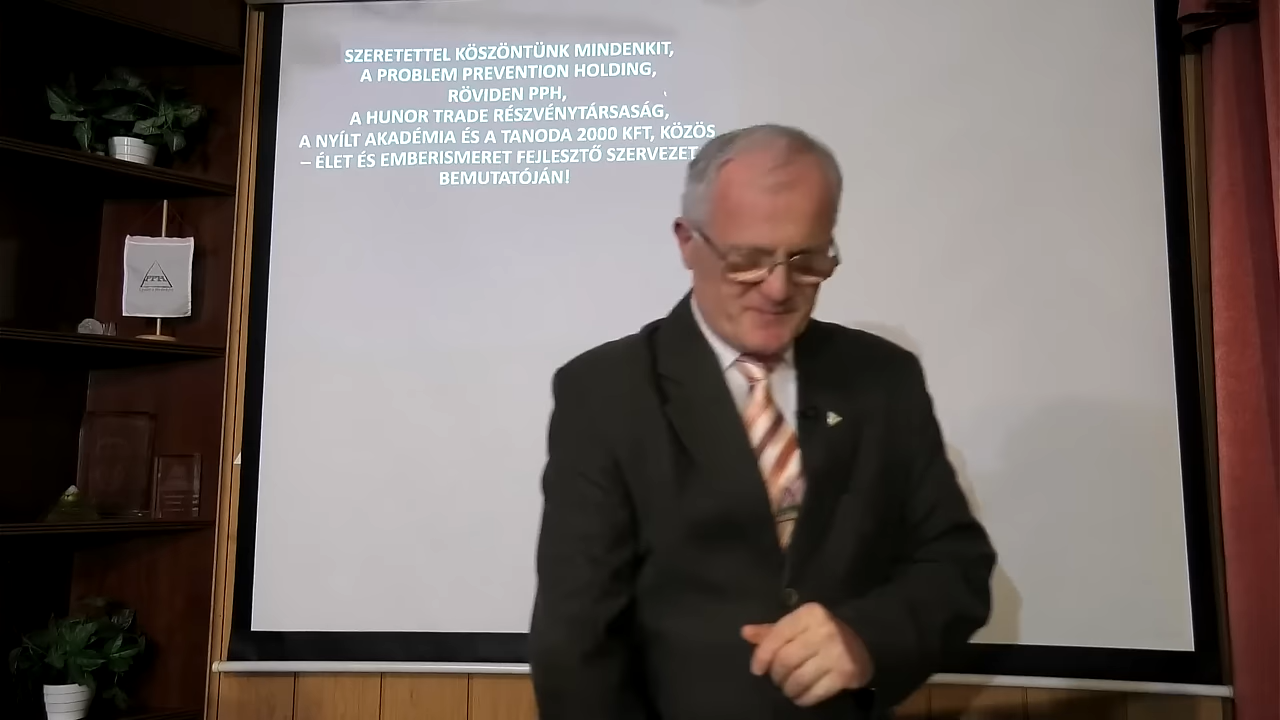 SZERETETTEL KÖSZÖNTÜNK MINDENKIT,
A PROBLEM PREVENTION HOLDING,
RÖVIDEN PPH,
A HUNOR TRADE RÉSZVÉNYTÁRSASÁG,
A NYÍLT AKADÉMIA ÉS A TANODA 2000 KFT, KÖZÖS
– ÉLET ÉS EMBERISMERET FEJLESZTŐ SZERVEZET
BEMUTATÓJÁN!
PPH